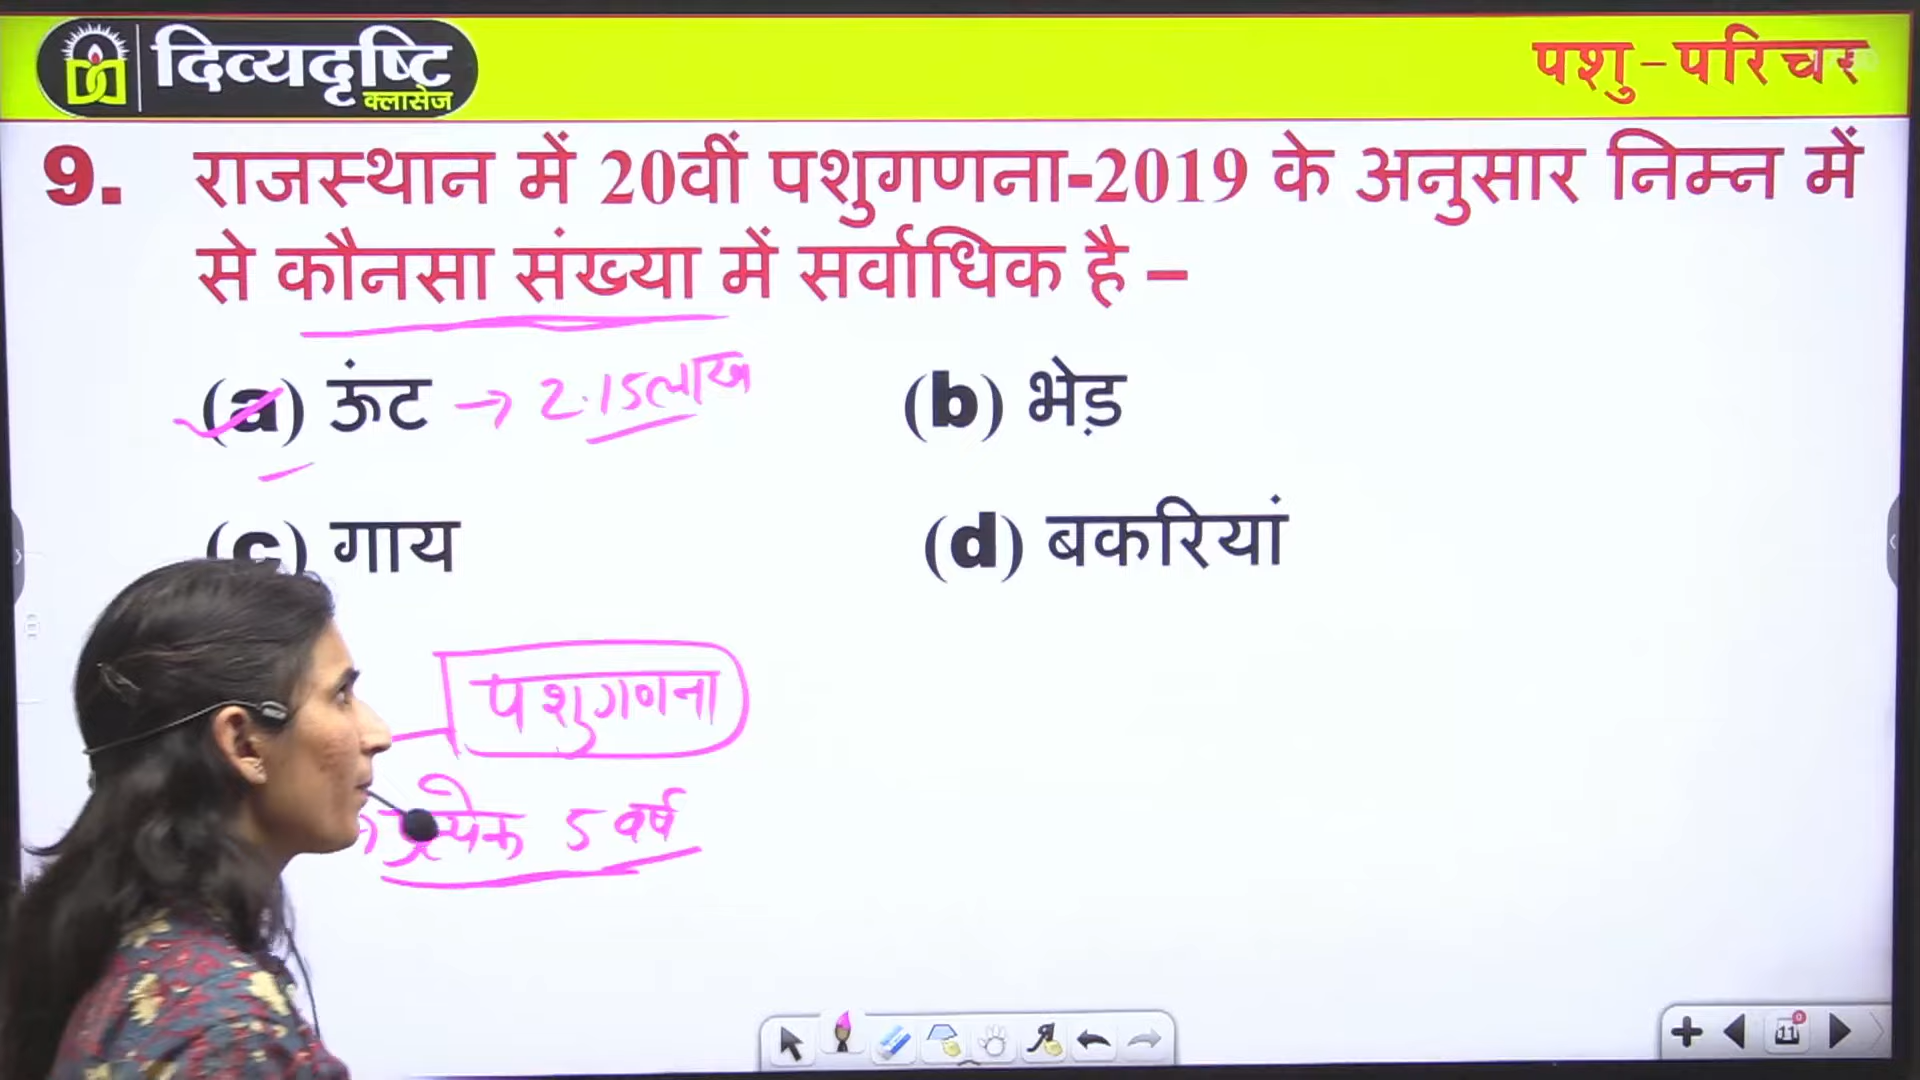 दिव्यदृष्टि
क्लासेज
पशु-परिचर
9. राजस्थान में 20वीं पशुगणना-2019 के अनुसार निम्न में
से कौनसा संख्या में सर्वाधिक है –
(a) ऊंट → 2.15लाख
(b) भेड़
(c) गाय
(d) बकरियां
पशुगणना
प्रत्येक 5 वर्ष
11